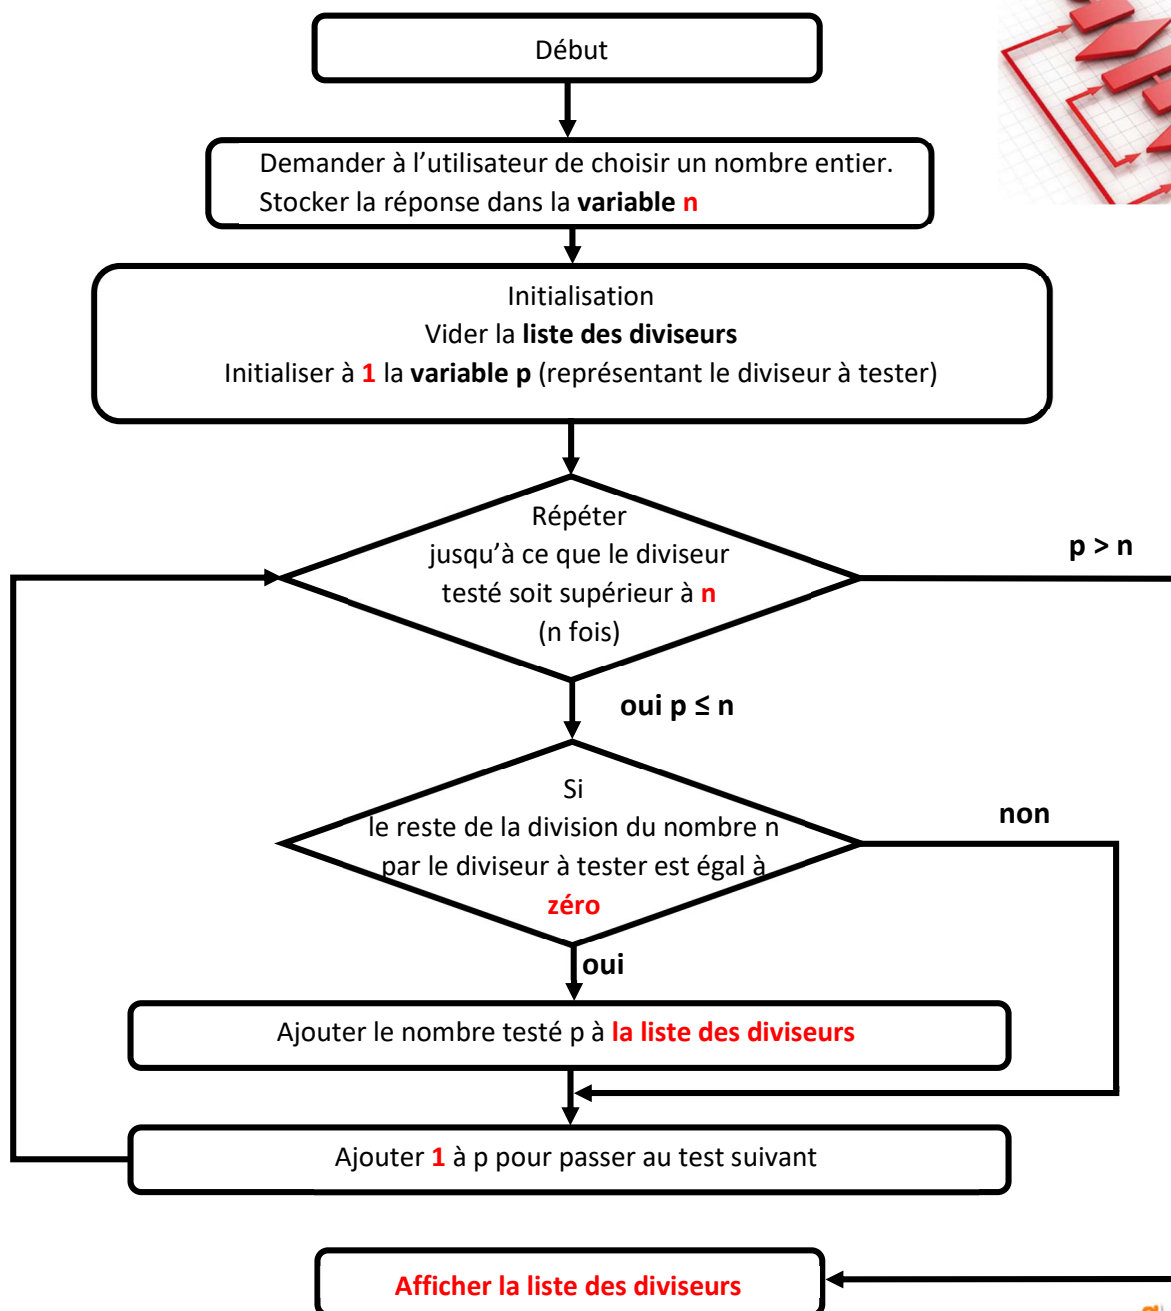 Début
Demander à l’utilisateur de choisir un nombre entier.
Stocker la réponse dans la variable n
Initialisation
Vider la liste des diviseurs
Initialiser à 1 la variable p (représentant le diviseur à tester)
Répéter
jusqu’à ce que le diviseur
testé soit supérieur à n
(n fois)
p > n
oui p ≤ n
Si
le reste de la division du nombre n
par le diviseur à tester est égal à
zéro
non
oui
Ajouter le nombre testé p à la liste des diviseurs
Ajouter 1 à p pour passer au test suivant
Afficher la liste des diviseurs